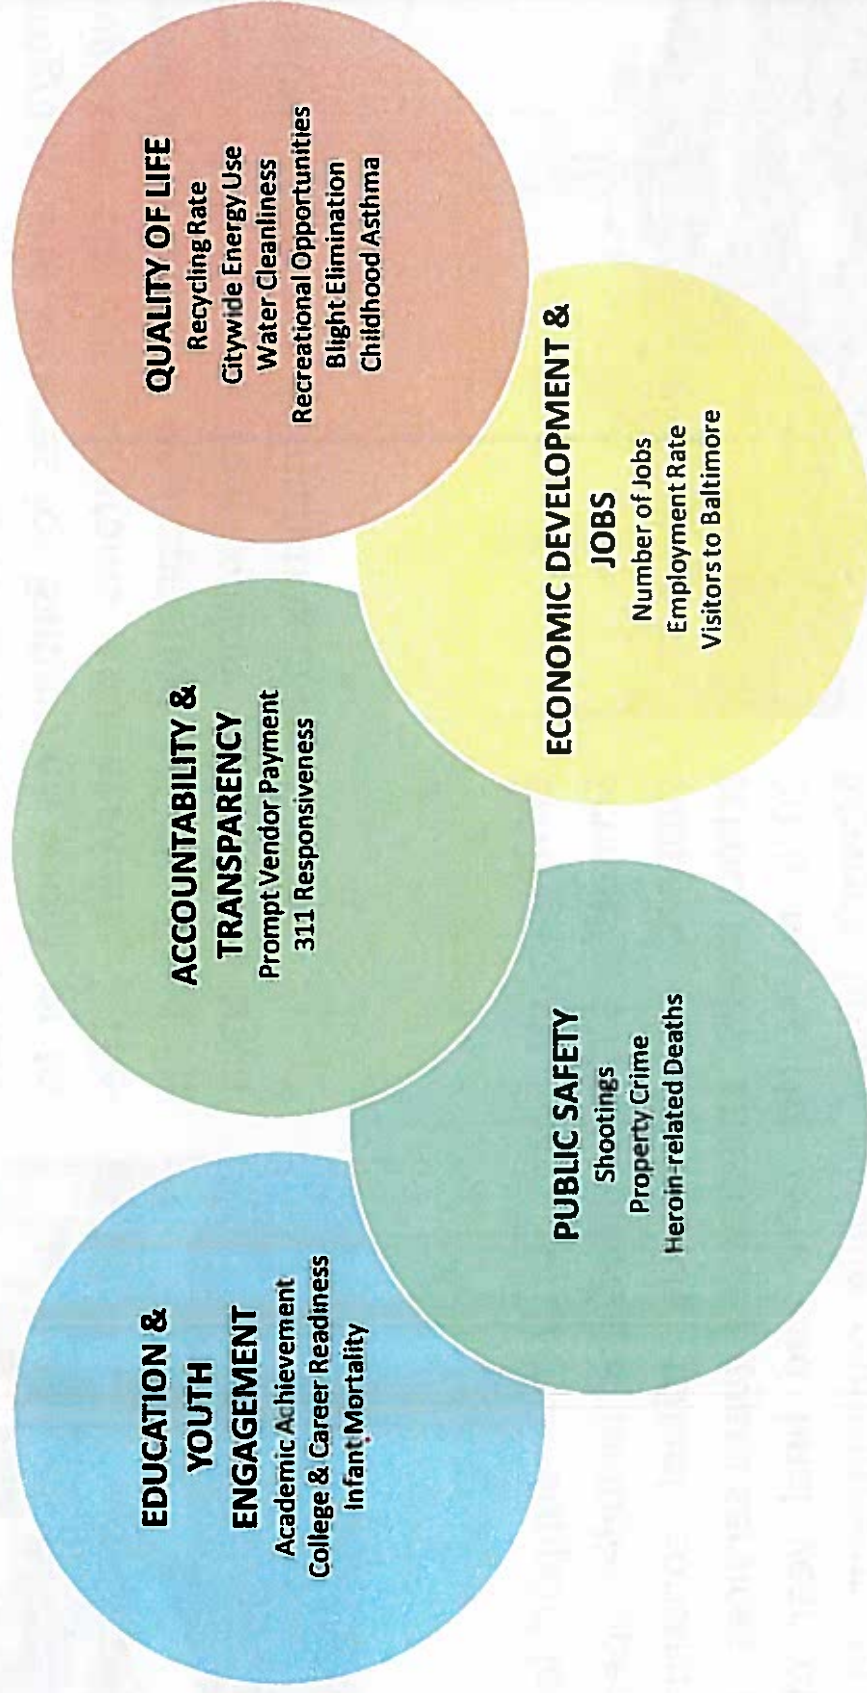 EDUCATION &
YOUTH
ENGAGEMENT
Academic Achievement
College & Career Readiness
Infant Mortality
PUBLIC SAFETY
Shootings
Property Crime
Heroin-related Deaths
ACCOUNTABILITY &
TRANSPARENCY
Prompt Vendor Payment
311 Responsiveness
ECONOMIC DEVELOPMENT &
JOBS
Number of Jobs
Employment Rate
Visitors to Baltimore
QUALITY OF LIFE
Recycling Rate
Citywide Energy Use
Water Cleanliness
Recreational Opportunities
Blight Elimination
Childhood Asthma